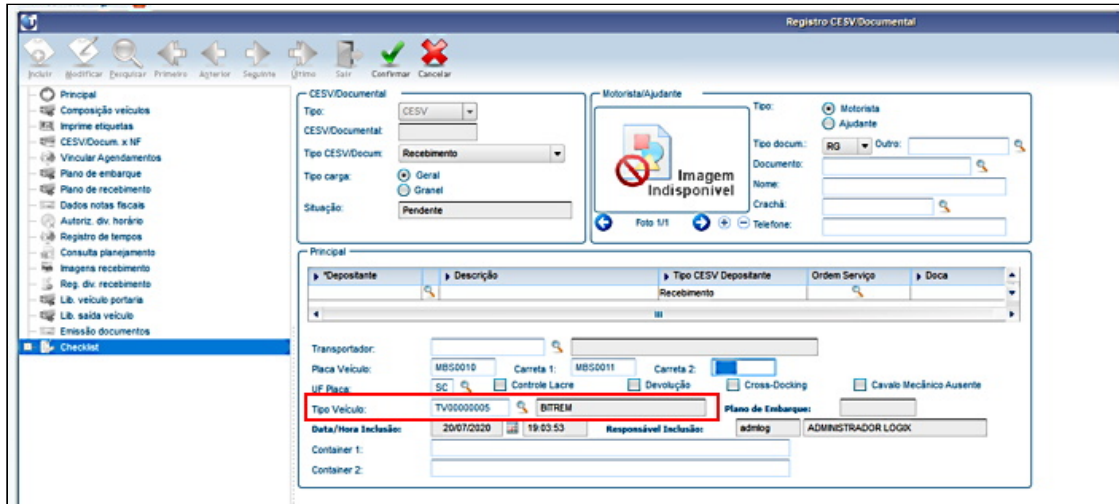 Registro CESV/Documental
Incluir Modificar Pesquisar Primeiro Anterior Seguinte Último Sair Confirmar Cancelar
Principal
Composição veículos
Imprime etiquetas
CESV/Docum. x NF
Vincular Agendamentos
Plano de embarque
Plano de recebimento
Dados notas fiscais
Autoriz. div. horário
Registro de tempos
Consulta planejamento
Imagens recebimento
Reg. div. recebimento
Lib. veículo portaria
Lib. saída veículo
Emissão documentos
Checklist
CESV/Documental
Tipo: CESV
CESV/Documental:
Tipo CESV/Docum: Recebimento
Tipo carga: Geral
Granel
Situação: Pendente
Motorista/Ajudante
Imagem
Indisponível
Foto 1/1
Tipo: Motorista
Ajudante
Tipo docum.: RG Outro:
Documento:
Nome:
Crachá:
Telefone:
Principal
*Depositante Descrição Tipo CESV Depositante Ordem Serviço Doca
Recebimento
Transportador:
Placa Veículo: MBS0010 Carreta 1: MBS0011 Carreta 2:
UF Placa: SC Controle Lacre Devolução Cross-Docking Cavalo Mecânico Ausente
Tipo Veículo: TV00000005 BITREM Plano de Embarque:
Data/Hora Inclusão: 20/07/2020 19:03:53 Responsável Inclusão: admlog ADMINISTRADOR LOGIX
Container 1:
Container 2: